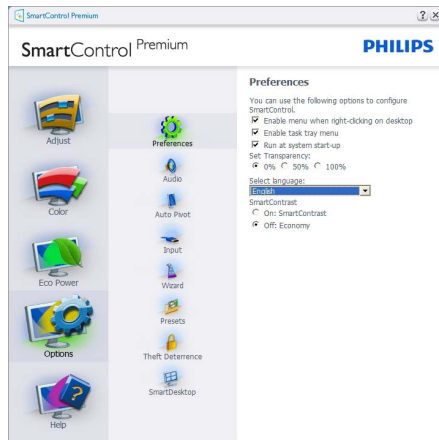 SmartControl Premium
SmartControl Premium
PHILIPS
Adjust
Color
Eco Power
Options
Help
Preferences
Audio
Auto Pivot
Input
Wizard
Presets
Theft Deterrence
SmartDesktop
Preferences
You can use the following options to configure
SmartControl.
Enable menu when right-clicking on desktop
Enable task tray menu
Run at system start-up
Set Transparency:
0% 50% 100%
Select language:
English
SmartContrast
On: SmartContrast
Off: Economy